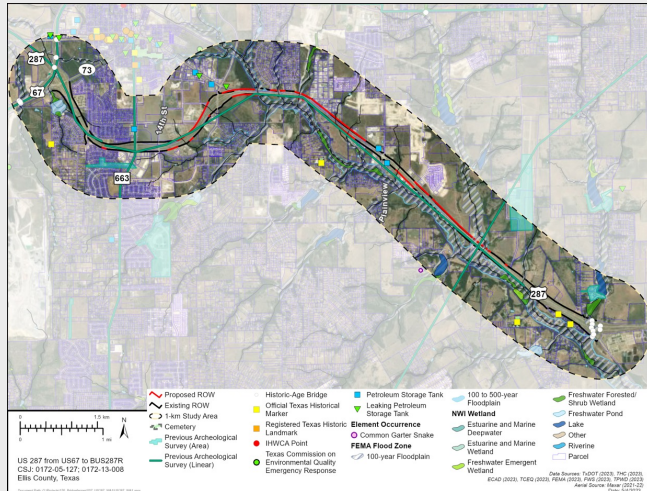 287
67
73
14th St
663
Plainview
287
0 1.5
km
N
US 287 from US67 to BUS287R
CSJ: 0172-05-127; 0172-13-008
Ellis County, Texas
Proposed ROW
Existing ROW
1-km Study Area
Cemetery
Previous Archeological
Survey (Area)
Previous Archeological
Survey (Linear)
Historic-Age Bridge
Official Texas Historical
Marker
Registered Texas Historic
Landmark
IHWCA Point
Texas Commission on
Environmental Quality
Emergency Response
Petroleum Storage Tank
Leaking Petroleum
Storage Tank
Element Occurrence
Common Garter Snake
FEMA Flood Zone
100-year Floodplain
100 to 500-year
Floodplain
NWI Wetland
Estuarine and Marine
Deepwater
Estuarine and Marine
Wetland
Freshwater Emergent
Wetland
Freshwater Forested/
Shrub Wetland
Freshwater Pond
Lake
Other
Riverine
Parcel
Data Sources: TxDOT (2023), THC (2023),
ECAD (2023), TCEQ (2023), FEMA (2023), FWS (2023), TPWD (2023)
Aerial Source: Maxar (2021-22)